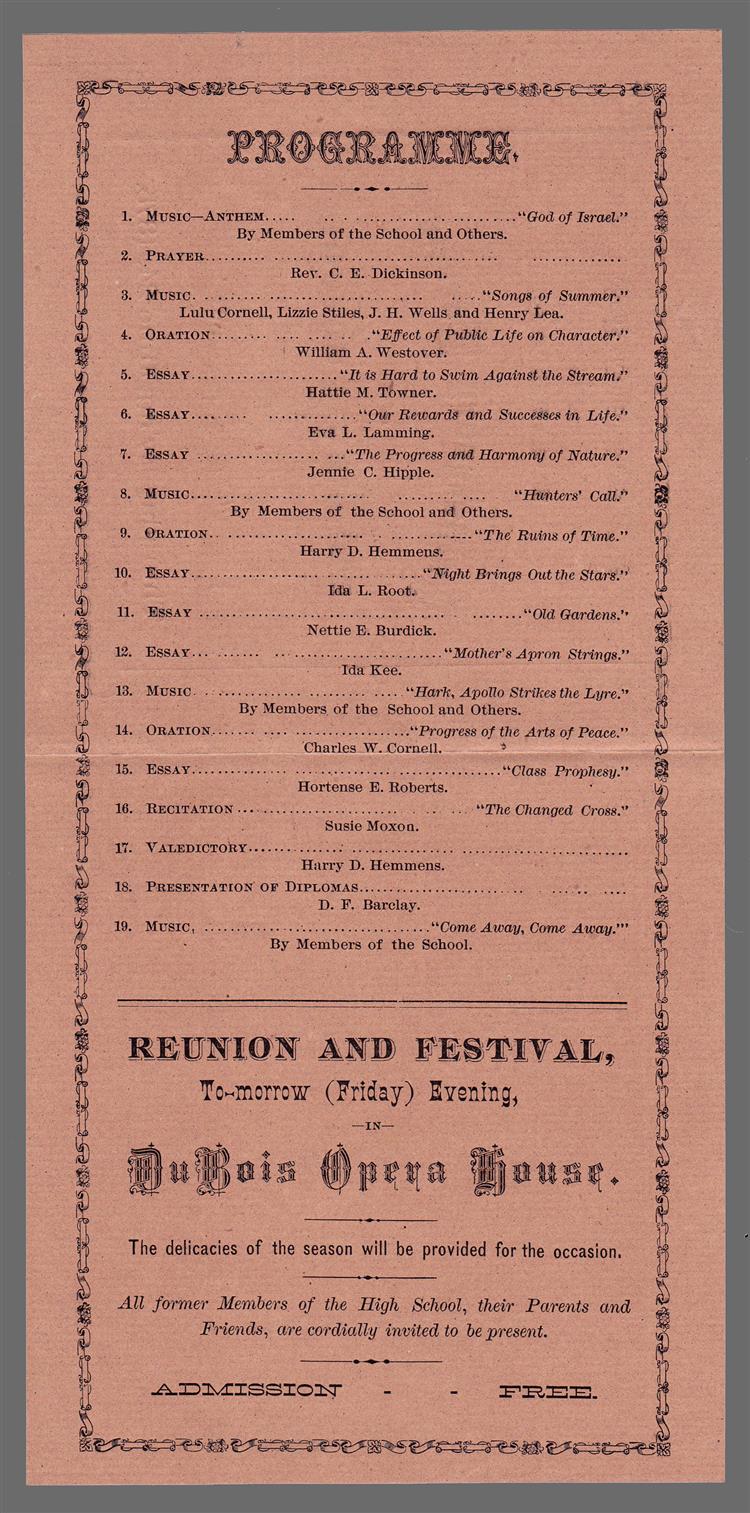 PROGRAMME.
1. MUSIC—ANTHEM..... .. . ................................"God of Israel."
By Members of the School and Others.
2. PRAYER.......................................................
Rev. C. E. Dickinson.
3. MUSIC. .................................... ....."Songs of Summer."
Lulu Cornell, Lizzie Stiles, J. H. Wells and Henry Lea.
4. ORATION......... .... .... .. ."Effect of Public Life on Character."
William A. Westover.
5. ESSAY......................"It is Hard to Swim Against the Stream."
Hattie M. Towner.
6. ESSAY......... ............."Our Rewards and Successes in Life."
Eva L. Lamming.
7. ESSAY .................. ..."The Progress and Harmony of Nature."
Jennie C. Hipple.
8. MUSIC........................... .......... .... "Hunters' Call."
By Members of the School and Others.
9. ORATION.. .................... . ............."The Ruins of Time."
Harry D. Hemmens.
10. ESSAY..................................."Night Brings Out the Stars."
Ida L. Root.
11. ESSAY ..................................... ........"Old Gardens."
Nettie E. Burdick.
12. ESSAY... ....... .. ........................."Mother's Apron Strings."
Ida Kee.
13. MUSIC. . .............. ............. ...."Hark, Apollo Strikes the Lyre."
By Members of the School and Others.
14. ORATION....... .. ......................."Progress of the Arts of Peace."
Charles W. Cornell.
15. ESSAY..............................................."Class Prophesy."
Hortense E. Roberts.
16. RECITATION ............................. .. . ... "The Changed Cross."
Susie Moxon.
17. VALEDICTORY.......................................................
Harry D. Hemmens.
18. PRESENTATION OF DIPLOMAS......................... .... .. ....
D. F. Barclay.
19. MUSIC, ..................................."Come Away, Come Away."'
By Members of the School.
REUNION AND FESTIVAL,
To-morrow (Friday) Evening,
—IN—
DuBois Opera House.
The delicacies of the season will be provided for the occasion.
All former Members of the High School, their Parents and
Friends, are cordially invited to be present.
ADMISSION - - FREE.